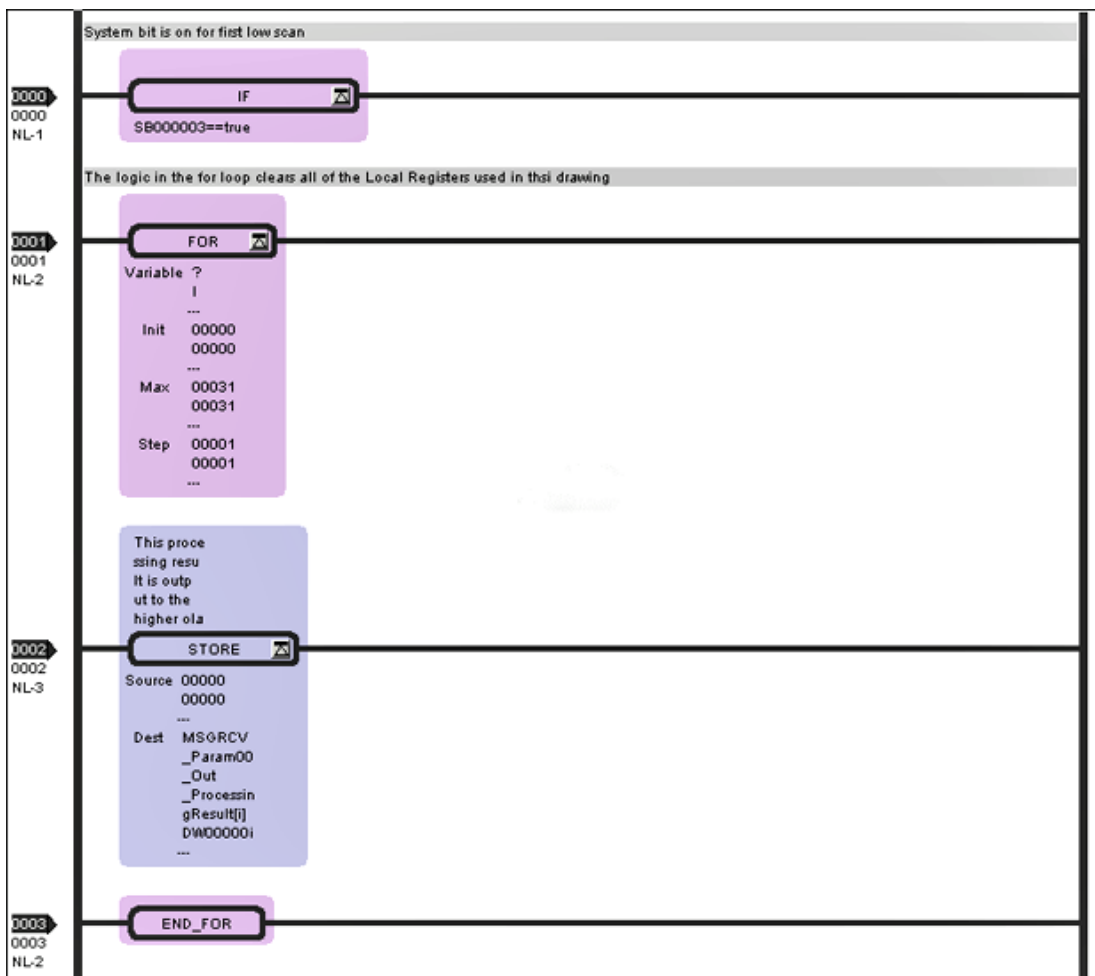 System bit is on for first low scan
0000
IF
0000
NL-1
SB000003==true
The logic in the for loop clears all of the Local Registers used in thsi drawing
0001
FOR
0001
NL-2
Variable ?
I
...
Init 00000
00000
...
Max 00031
00031
...
Step 00001
00001
...
This proce
ssing resu
lt is outp
ut to the
higher ola
0002
STORE
0002
NL-3
Source 00000
00000
...
Dest MSGRCV
_Param00
_Out
_Processin
gResult[i]
DW00000i
...
0003
END_FOR
0003
NL-2